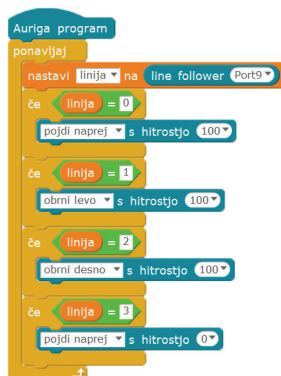 Auriga program
ponavljaj
nastavi linija na line follower Port9
če linija = 0
pojdi naprej s hitrostjo 100
če linija = 1
obrni levo s hitrostjo 100
če linija = 2
obrni desno s hitrostjo 100
če linija = 3
pojdi naprej s hitrostjo 0